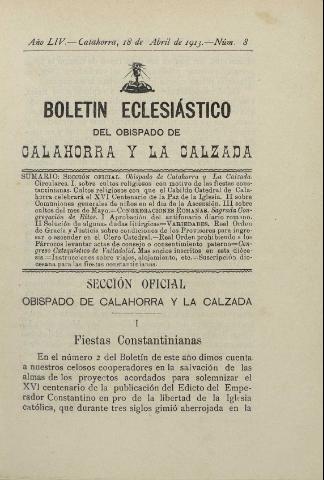 Año LIV.—Calahorra, 18 de Abril de 1913.—Núm. 8
BOLETIN ECLESIÁSTICO
DEL OBISPADO DE
CALAHORRA Y LA CALZADA
SUMARIO: SECCIÓN OFICIAL. Obispado de Calahorra y La Calzada.
Circulares. I. sobre cultos religiosos con motivo de las fiestas cons-
tantinianas. Cultos religiosos con que el Cabildo Catedral de Cala-
horra celebrará el XVI Centenario de la Paz de la Iglesia. II sobre
Comuniones generales de niños en el dia de la Ascensión. III sobre
cultos del mes de Mayo.—CONGREGACIONES ROMANAS. Sagrada Con-
gregación de Ritos. I Aprobación del antifonario diario romano.
II Solución de algunas dudas litúrgicas—VARIEDADES. Real Orden
de Gracia y Justicia sobre condiciones de los Provisores para ingre-
sar o ascender en el Clero Catedral.—Real Orden prohibiendo a los
Párrocos levantar actas de consejo o consentimiento paterno—Con-
greso Catequístico de Valladolid. Mas socios inscritos en esta dióce-
sis—Instrucciones sobre viajes, alojamiento, etc.—Suscripción dio-
cesana para las fiestas constantinianas.
SECCIÓN OFICIAL
OBISPADO DE CALAHORRA Y LA CALZADA
I
Fiestas Constantinianas
En el número 2 del Boletin de este año dimos cuenta
a nuestros celosos cooperadores en la salvación de las
almas de los proyectos acordados para solemnizar el
XVI centenario de la publicación del Edicto del Empe-
rador Constantino en pro de la libertad de la Iglesia
católica, que durante tres siglos gimió aherrojada en la